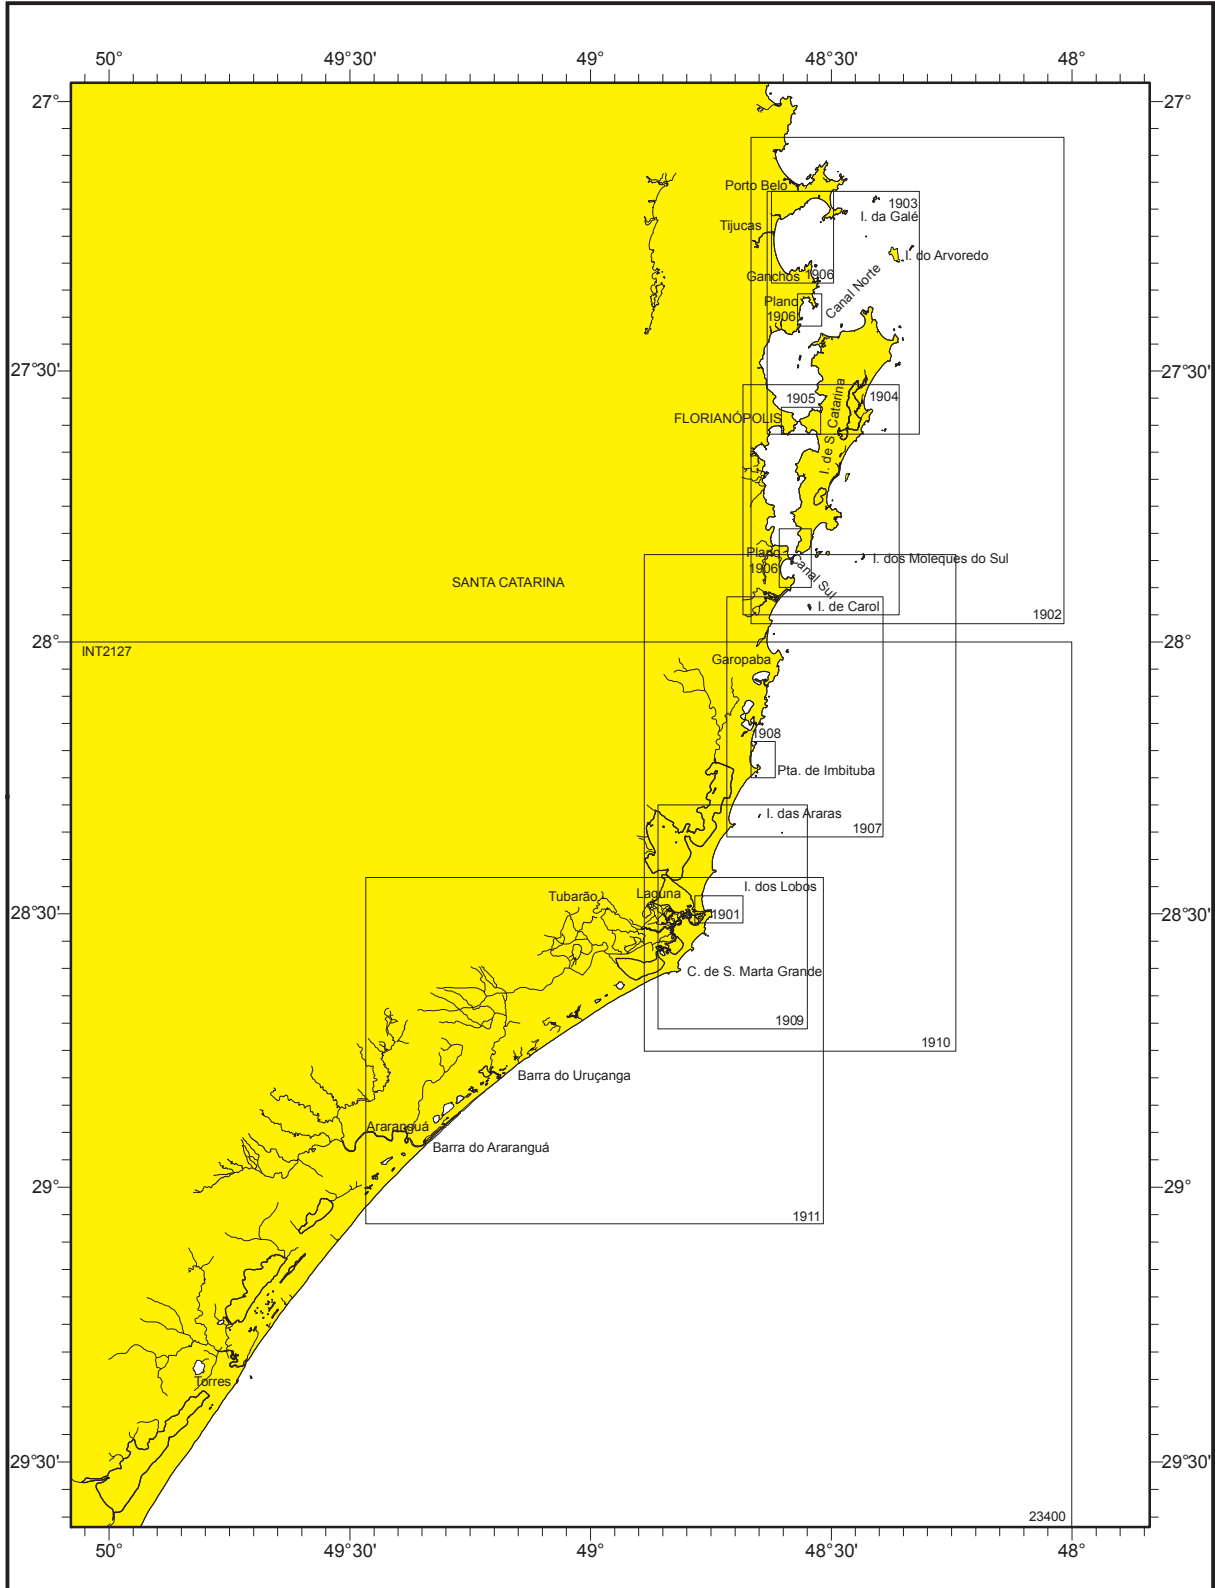 50° 49°30' 49° 48°30' 48°
27° 27°
Porto Belo
1903
I. da Galé
Tijucas
I. do Arvoredo
Ganchos 1906
Canal Norte
Plano
1906
27°30' 27°30'
1905 1904
FLORIANÓPOLIS
I. de S. Catarina
Plano
1906
Canal Sul
I. dos Moleques do Sul
SANTA CATARINA
I. de Carol
1902
28° 28°
INT2127
Garopaba
1908
Pta. de Imbituba
I. das Araras
1907
I. dos Lobos
Tubarão Laguna
28°30' 28°30'
1901
C. de S. Marta Grande
1909
1910
Barra do Uruçanga
Araranguá
Barra do Araranguá
29° 29°
1911
Torres
29°30' 29°30'
23400
50° 49°30' 49° 48°30' 48°